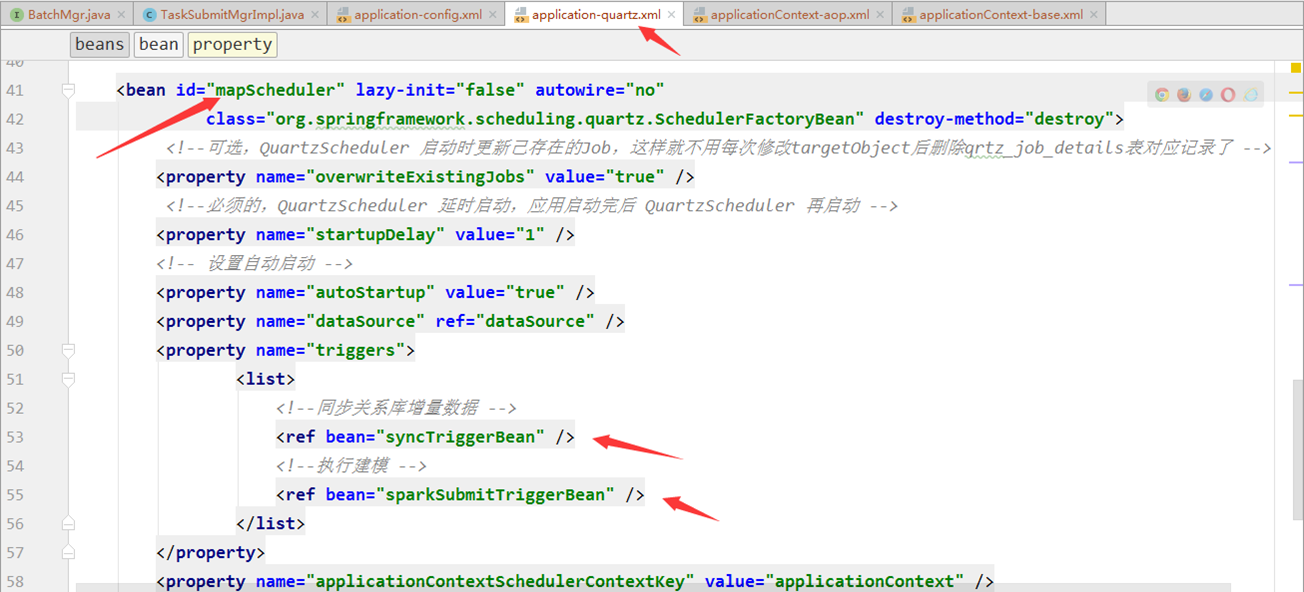 BatchMgr.java × TaskSubmitMgrImpl.java × application-config.xml × application-quartz.xml × applicationContext-aop.xml × applicationContext-base.xml ×
beans bean property
40
41 <bean id="mapScheduler" lazy-init="false" autowire="no"
42 class="org.springframework.scheduling.quartz.SchedulerFactoryBean" destroy-method="destroy">
43 <!--可选，QuartzScheduler 启动时更新己存在的Job，这样就不用每次修改targetObject后删除qrtz_job_details表对应记录了 -->
44 <property name="overwriteExistingJobs" value="true" />
45 <!--必须的，QuartzScheduler 延时启动，应用启动完后 QuartzScheduler 再启动 -->
46 <property name="startupDelay" value="1" />
47 <!-- 设置自动启动 -->
48 <property name="autoStartup" value="true" />
49 <property name="dataSource" ref="dataSource" />
50 <property name="triggers">
51 <list>
52 <!--同步关系库增量数据 -->
53 <ref bean="syncTriggerBean" />
54 <!--执行建模 -->
55 <ref bean="sparkSubmitTriggerBean" />
56 </list>
57 </property>
58 <property name="applicationContextSchedulerContextKey" value="applicationContext" />